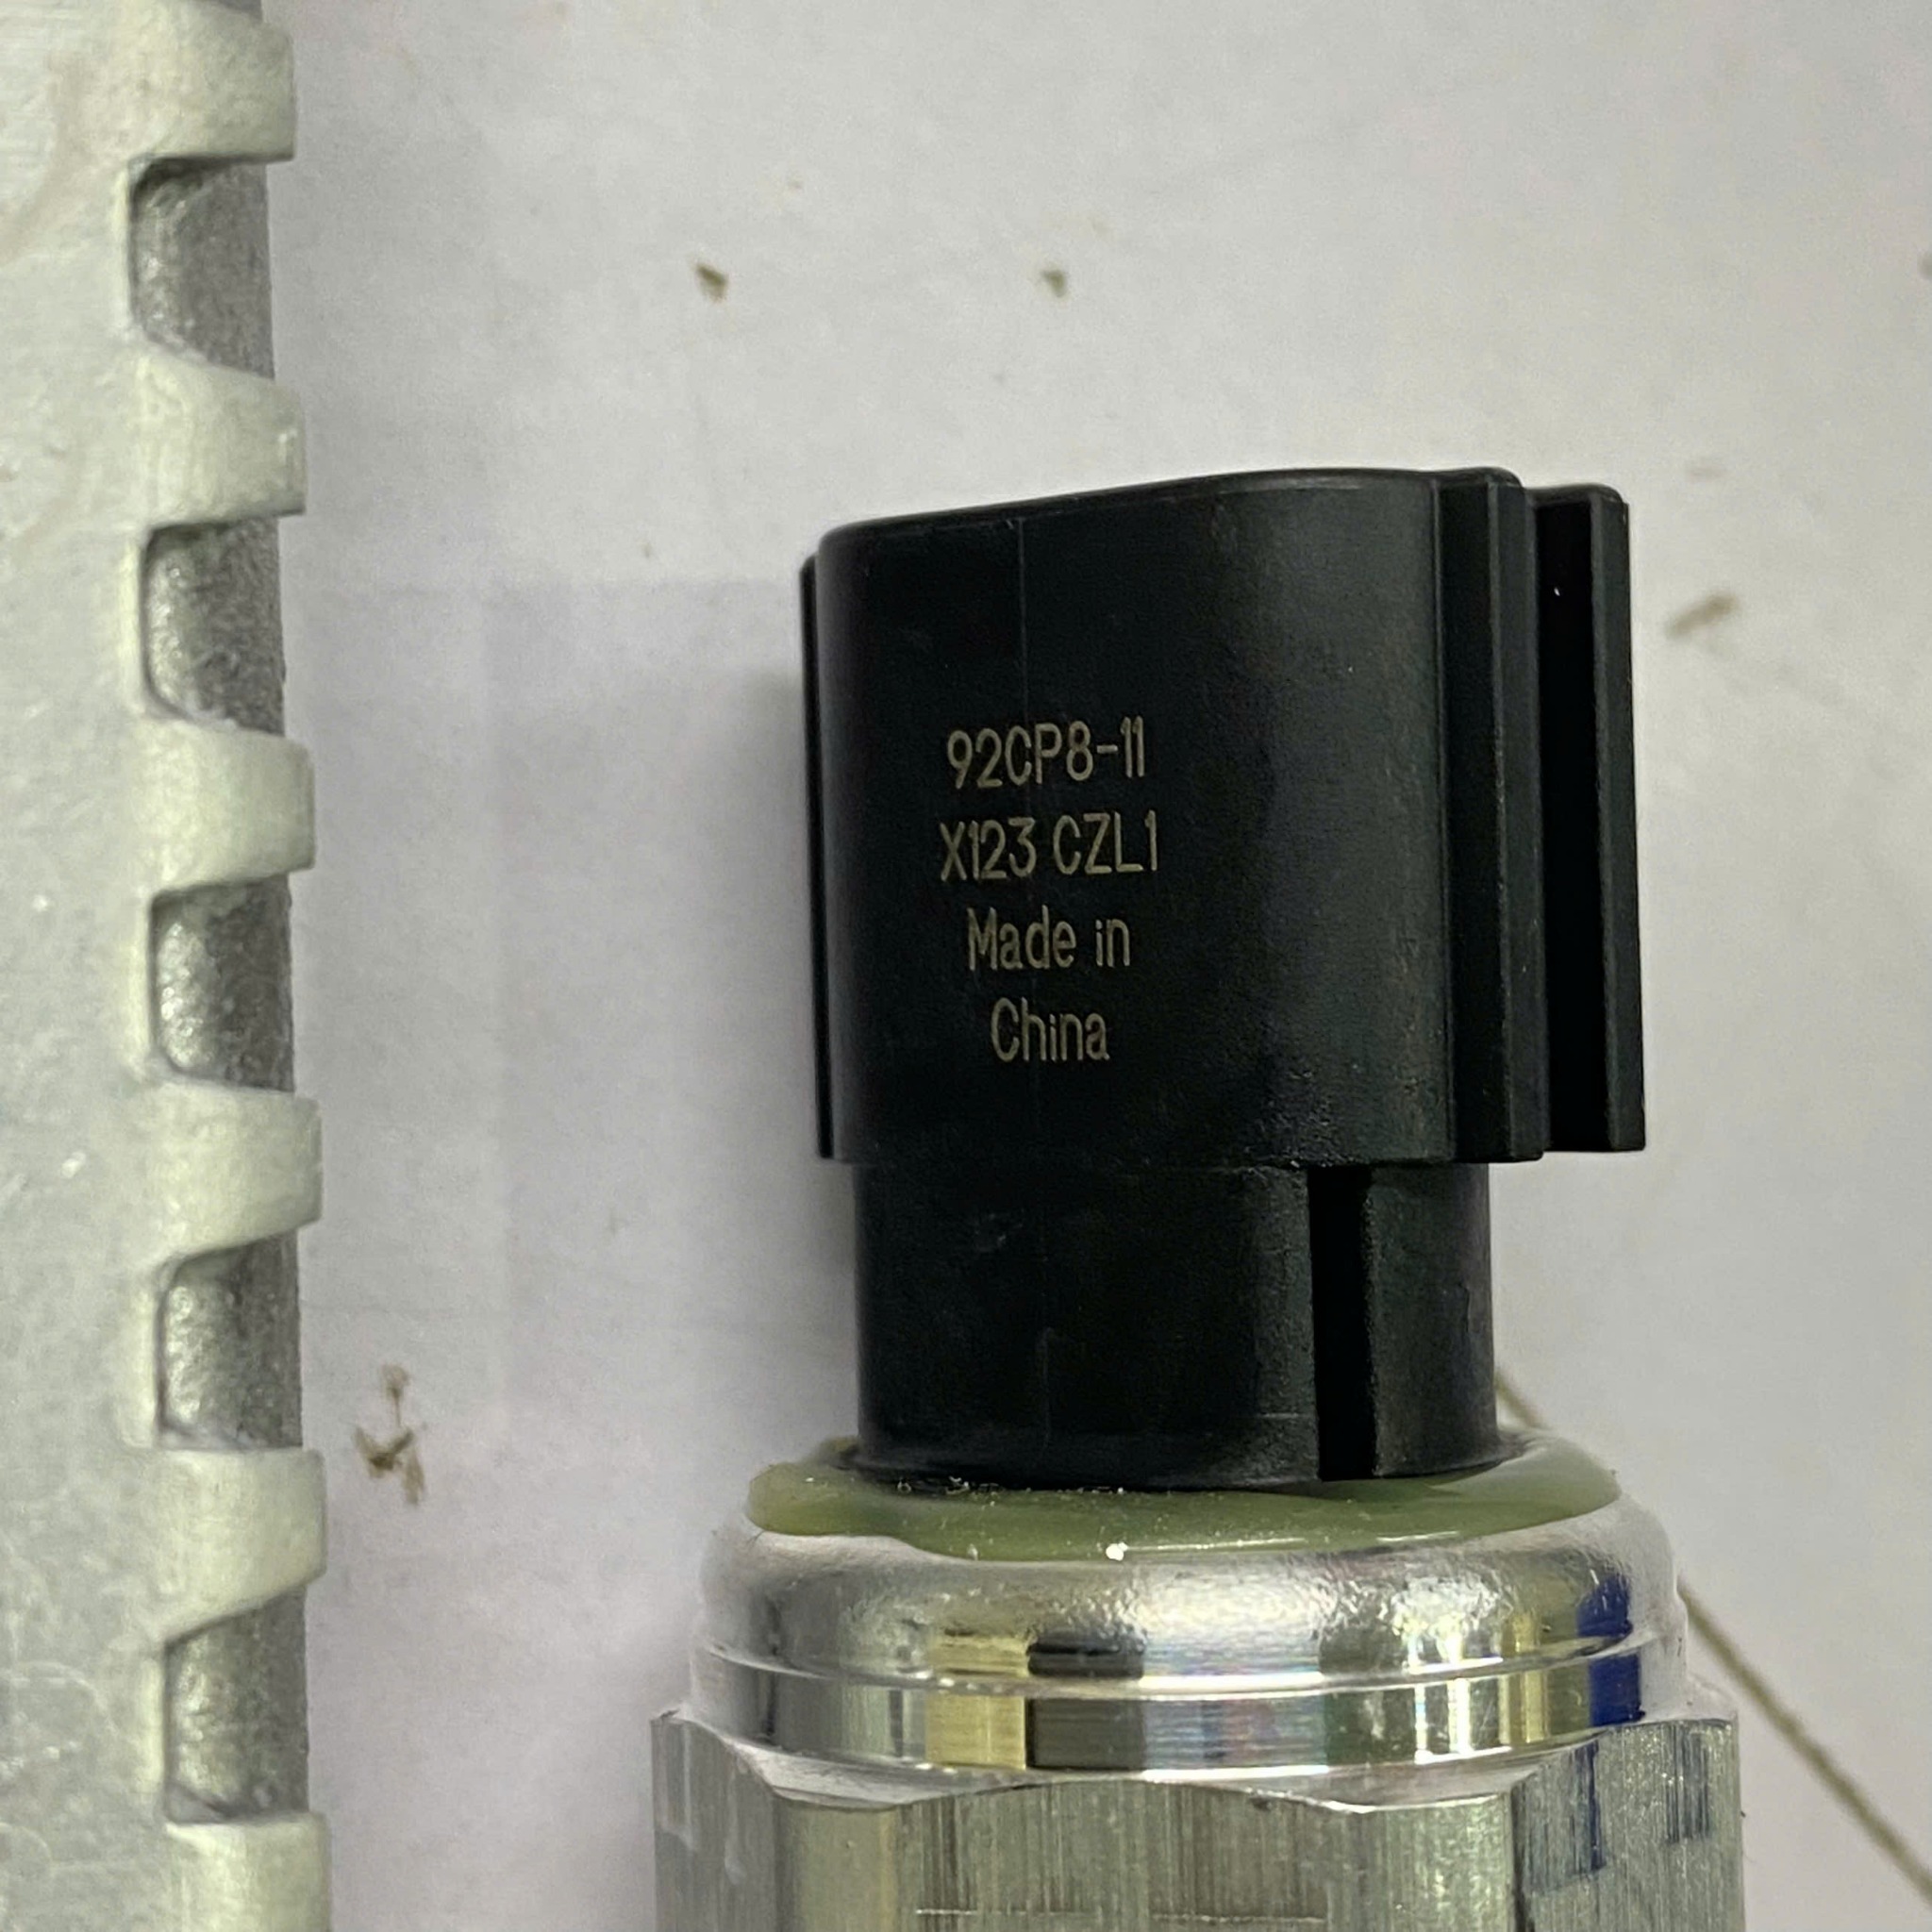 92CP8-11
X123 CZL1
Made in
China